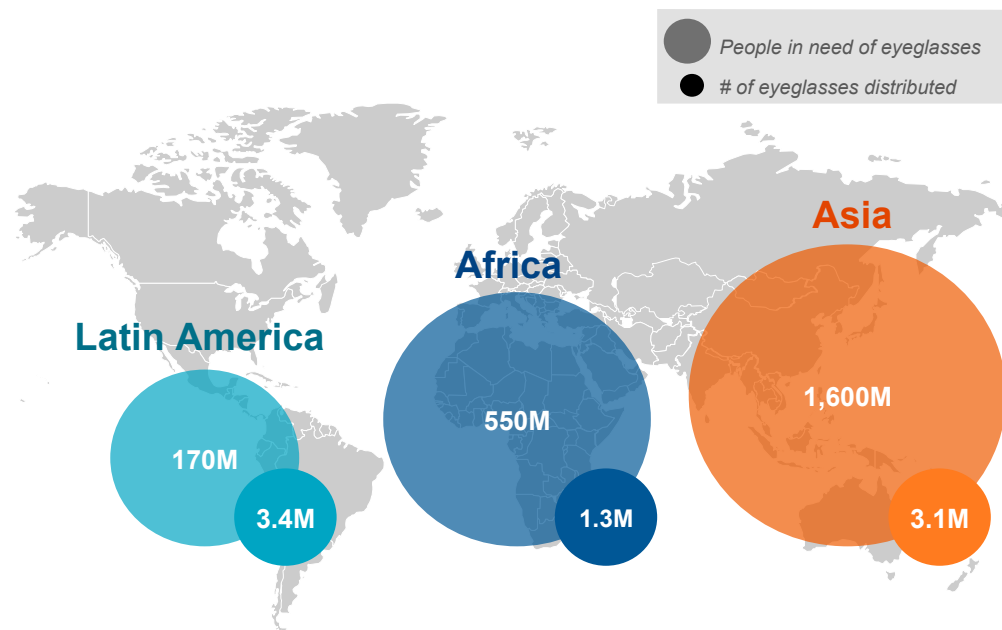 People in need of eyeglasses
# of eyeglasses distributed
Asia
Africa
Latin America
1,600M
550M
170M
3.4M
1.3M
3.1M